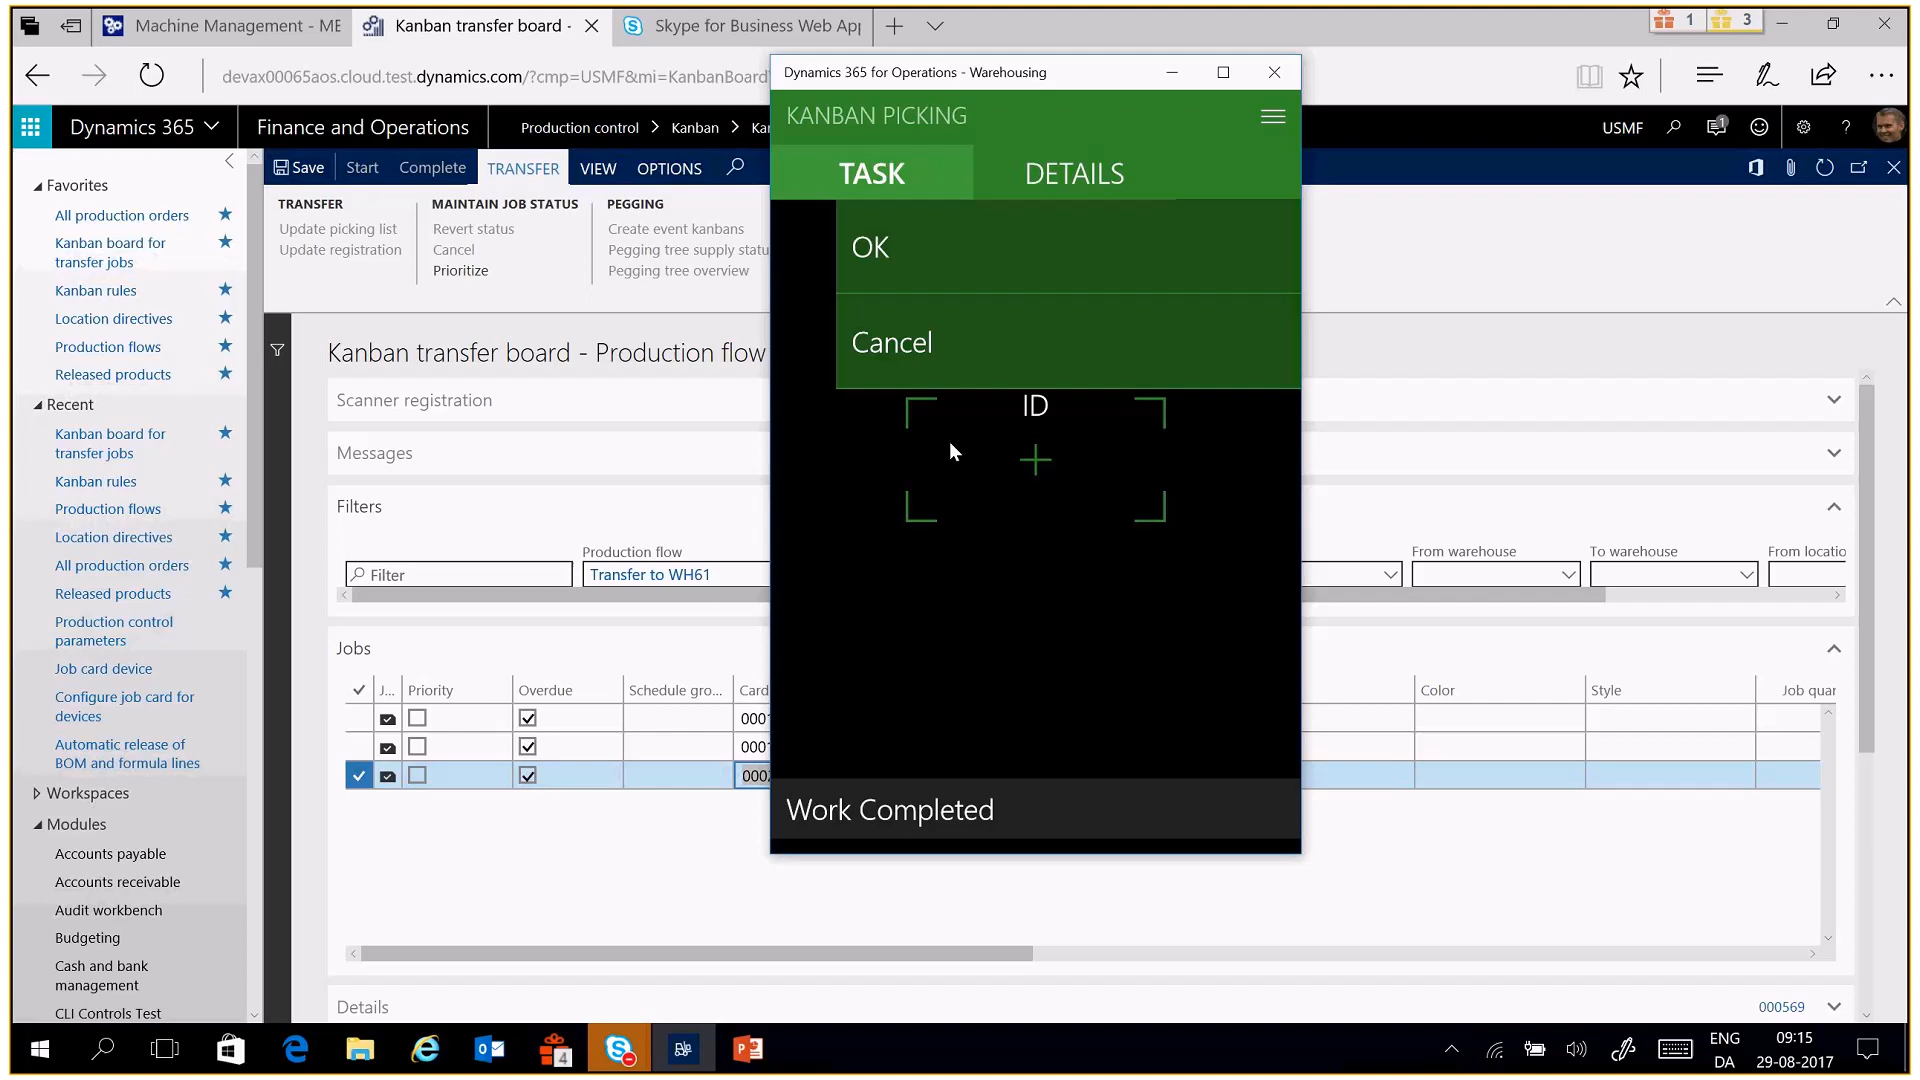 Machine Management - ME
Kanban transfer board -
Skype for Business Web App
1
3
devax00065aos.cloud.test.dynamics.com/?cmp=USMF&mi=KanbanBoard
Dynamics 365
Finance and Operations
Production control > Kanban >
USMF
1
?
Save
Start
Complete
TRANSFER
VIEW
OPTIONS
TRANSFER
Update picking list
Update registration
MAINTAIN JOB STATUS
Revert status
Cancel
Prioritize
PEGGING
Create event kanbans
Pegging tree supply statu
Pegging tree overview
Favorites
All production orders
Kanban board for
transfer jobs
Kanban rules
Location directives
Production flows
Released products
Recent
Kanban board for
transfer jobs
Kanban rules
Production flows
Location directives
All production orders
Released products
Production control
parameters
Job card device
Configure job card for
devices
Automatic release of
BOM and formula lines
Workspaces
Modules
Accounts payable
Accounts receivable
Audit workbench
Budgeting
Cash and bank
management
CLI Controls Test
Kanban transfer board - Production flow
Scanner registration
Messages
Filters
Filter
Production flow
Transfer to WH61
From warehouse
To warehouse
From locatio
Jobs
J...
Priority
Overdue
Schedule gro...
Card
Color
Style
Job quan
0001
0001
Details
000569
Dynamics 365 for Operations - Warehousing
KANBAN PICKING
TASK
DETAILS
OK
Cancel
ID
Work Completed
4
ENG
DA
09:15
29-08-2017